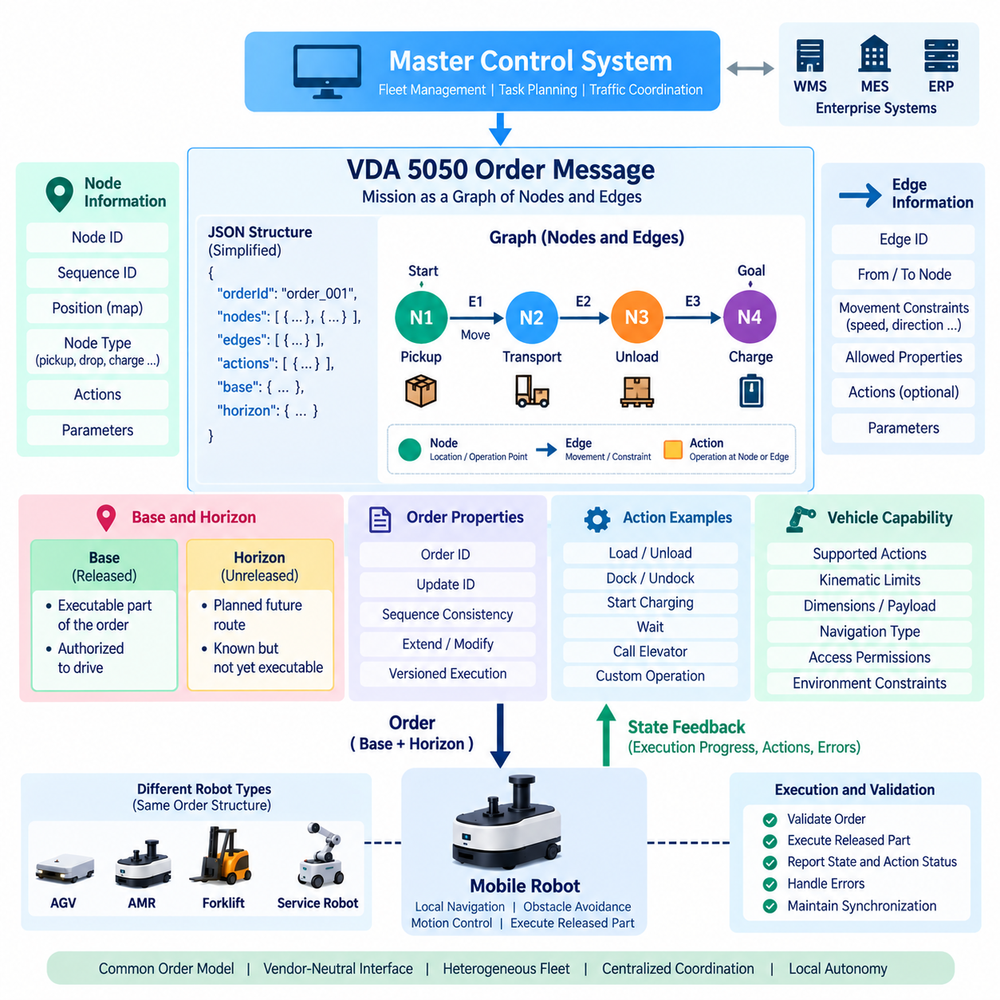 Master Control System
Fleet Management | Task Planning | Traffic Coordination
WMS MES ERP
Enterprise Systems
Node
Information
Node ID
Sequence ID
Position (map)
Node Type
(pickup, drop, charge ...)
Actions
Parameters
VDA 5050 Order Message
Mission as a Graph of Nodes and Edges
JSON Structure
(Simplified)
{
"orderId": "order_001",
"nodes": [ {...}, {...} ],
"edges": [ {...} ],
"actions": [ {...} ],
"base": { ... },
"horizon": { ... }
}
Graph (Nodes and Edges)
Start
Goal
N1
E1
Move
N2
E2
N3
E3
N4
Pickup
Transport
Unload
Charge
Node
Location / Operation Point
Edge
Movement / Constraint
Action
Operation at Node or Edge
Edge
Information
Edge ID
From / To Node
Movement Constraints
(speed, direction ...)
Allowed Properties
Actions (optional)
Parameters
Base and Horizon
Base
(Released)
• Executable part
of the order
• Authorized
to drive
Horizon
(Unreleased)
• Planned future
route
• Known but
not yet executable
Order Properties
Order ID
Update ID
Sequence Consistency
Extend / Modify
Versioned Execution
Action Examples
Load / Unload
Dock / Undock
Start Charging
Wait
Call Elevator
Custom Operation
Vehicle Capability
Supported Actions
Kinematic Limits
Dimensions / Payload
Navigation Type
Access Permissions
Environment Constraints
Order
( Base + Horizon )
State Feedback
(Execution Progress, Actions, Errors)
Different Robot Types
(Same Order Structure)
AGV
AMR
Forklift
Service Robot
Mobile Robot
Local Navigation | Obstacle Avoidance
Motion Control | Execute Released Part
Execution and Validation
Validate Order
Execute Released Part
Report State and Action Status
Handle Errors
Maintain Synchronization
Common Order Model | Vendor-Neutral Interface | Heterogeneous Fleet | Centralized Coordination | Local Autonomy